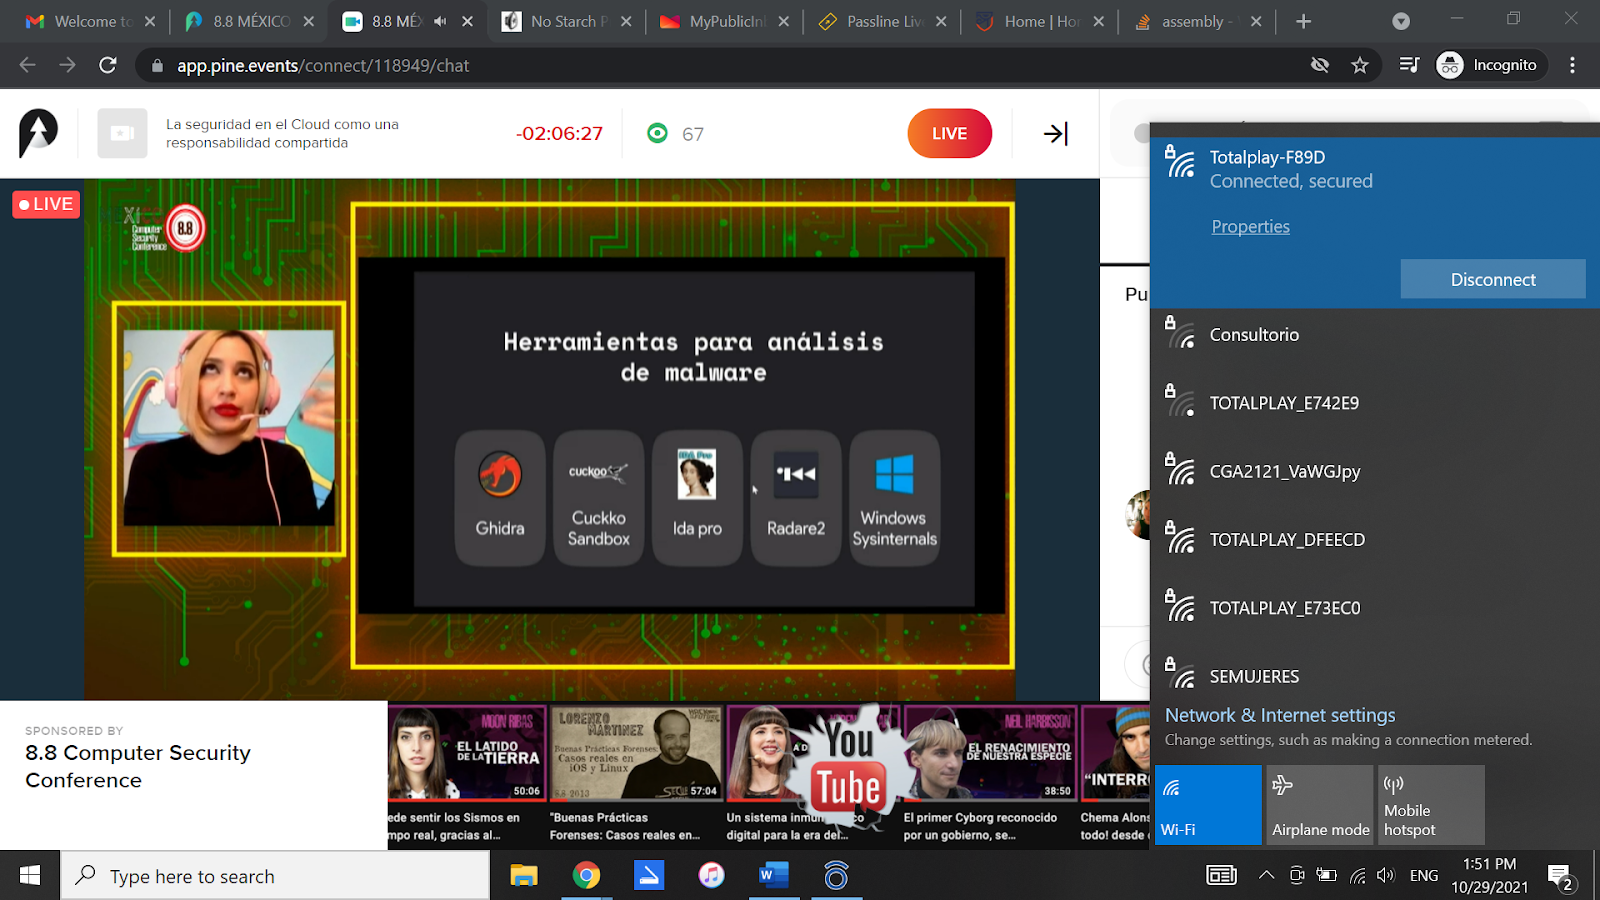 Welcome to
8.8 MÉXICO
8.8 MÉX
No Starch P
MyPublicInb
Passline Live
Home | Hom
assembly -
app.pine.events/connect/118949/chat
Incognito
La seguridad en el Cloud como una
responsabilidad compartida
-02:06:27
67
LIVE
LIVE
Computer
Security
Conference
8.8
Herramientas para análisis
de malware
Ghidra
cuckoo
Cuckko
Sandbox
IDA Pro
Ida pro
Radare2
Windows
Sysinternals
Pu
Totalplay-F89D
Connected, secured
Properties
Disconnect
Consultorio
TOTALPLAY_E742E9
CGA2121_VaWGJpy
TOTALPLAY_DFEECD
TOTALPLAY_E73EC0
SEMUJERES
Network & Internet settings
Change settings, such as making a connection metered.
Wi-Fi
Airplane mode
Mobile
hotspot
SPONSORED BY
8.8 Computer Security
Conference
MOON RIBAS
EL LATIDO
DE LA TIERRA
50:06
ede sentir los Sismos en
mpo real, gracias al...
LORENZO
MARTINEZ
Buenas Prácticas Forenses:
Casos reales en
iOS y Linux
8.8 2013
57:04
"Buenas Prácticas
Forenses: Casos reales en...
You
Tube
Un sistema inmun co
digital para la era del...
NEIL HARBISSON
EL RENACIMIENTO
DE NUESTRA ESPECIE
38:50
El primer Cyborg reconocido
por un gobierno, se...
"INTERRO
Chema Alons
todo! desde
Type here to search
ENG
1:51 PM
10/29/2021
2